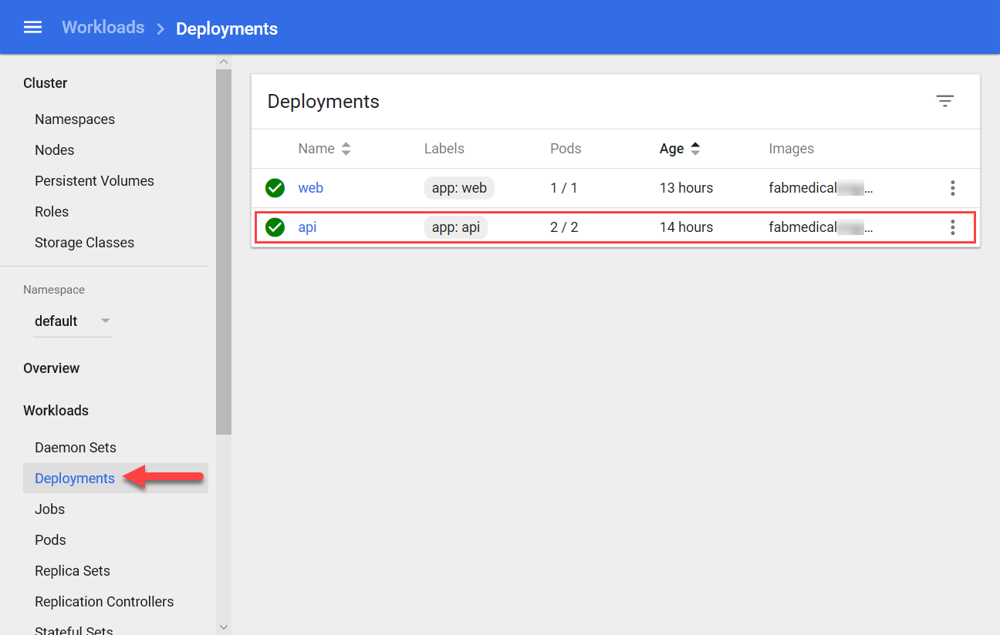 Workloads > Deployments
Cluster
Namespaces
Nodes
Persistent Volumes
Roles
Storage Classes
Namespace
default
Overview
Workloads
Daemon Sets
Deployments
Jobs
Pods
Replica Sets
Replication Controllers
Stateful Sets
Deployments
Name Labels Pods Age Images
web app: web 1 / 1 13 hours fabmedical...
api app: api 2 / 2 14 hours fabmedical...